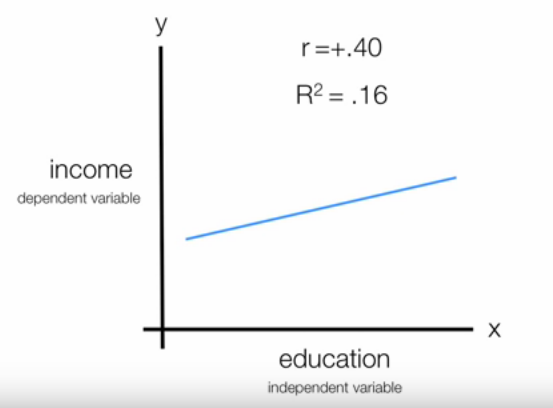 y
r =+.40
R² = .16
income
dependent variable
x
education
independent variable